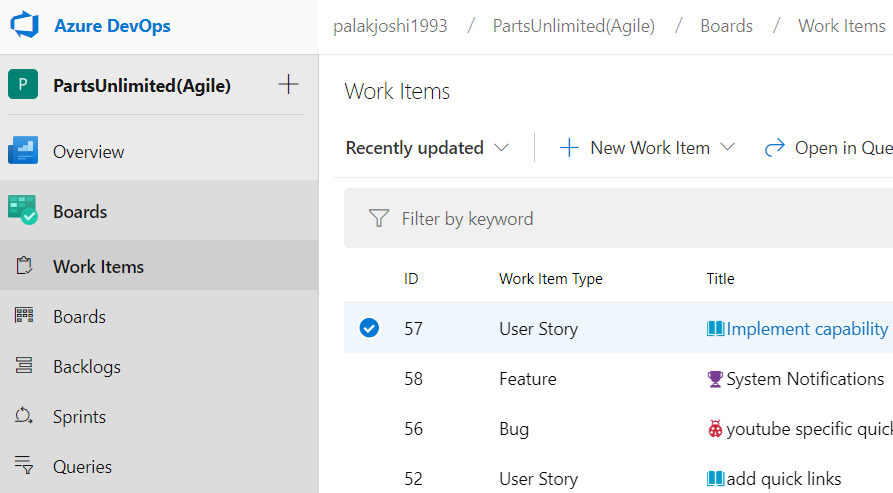 Azure DevOps
palakjoshi1993 / PartsUnlimited(Agile) / Boards / Work Items
P PartsUnlimited(Agile)
Work Items
Overview
Recently updated
New Work Item
Open in Que
Boards
Filter by keyword
Work Items
ID Work Item Type Title
Boards
57 User Story Implement capability
Backlogs
58 Feature System Notifications
Sprints
56 Bug youtube specific quick
Queries
52 User Story add quick links